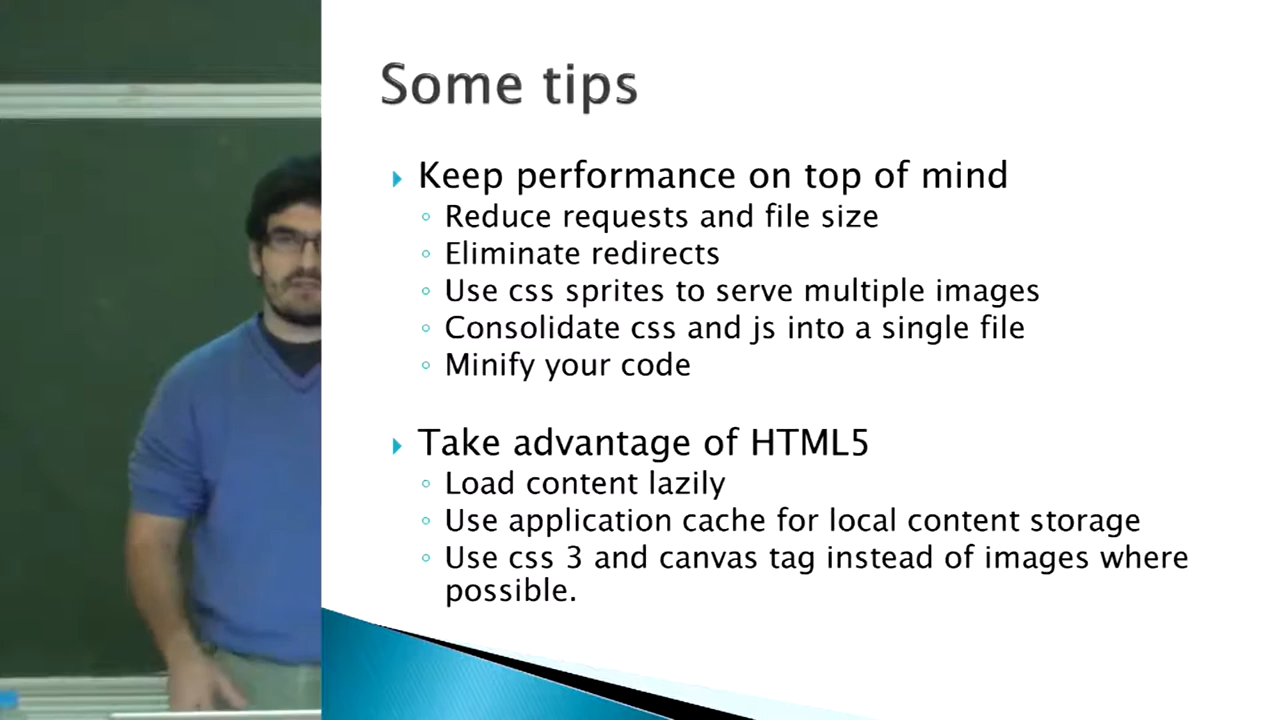 Some tips
Keep performance on top of mind
Reduce requests and file size
Eliminate redirects
Use css sprites to serve multiple images
Consolidate css and js into a single file
Minify your code
Take advantage of HTML5
Load content lazily
Use application cache for local content storage
Use css 3 and canvas tag instead of images where
possible.